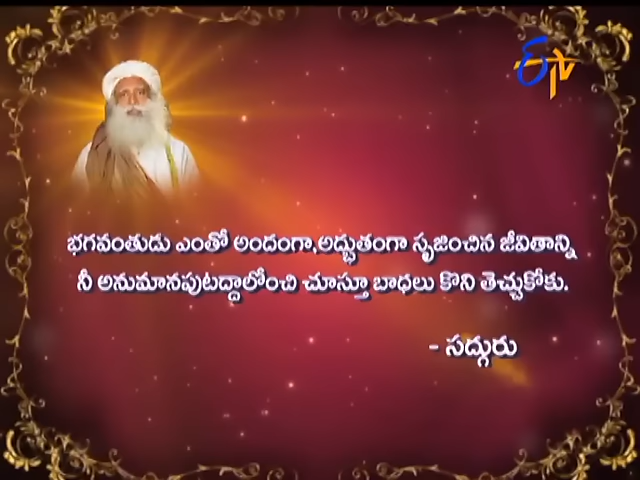 ETV
భగవంతుడు ఎంతో అందంగా,అద్భుతంగా సృజించిన జీవితాన్ని
నీ అనుమానపుటద్దాలోంచి చూస్తూ బాధలు కొని తెచ్చుకోకు.
- సద్గురు